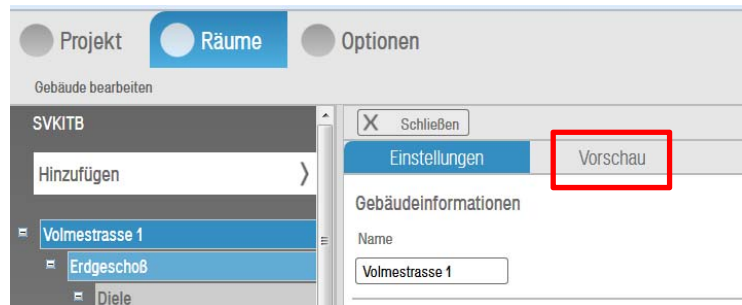 Projekt Räume Optionen
Gebäude bearbeiten
SVKITB
X Schließen
Hinzufügen
Einstellungen Vorschau
Gebäudeinformationen
Volmestrasse 1
Name
Erdgeschoß
Volmestrasse 1
Diele